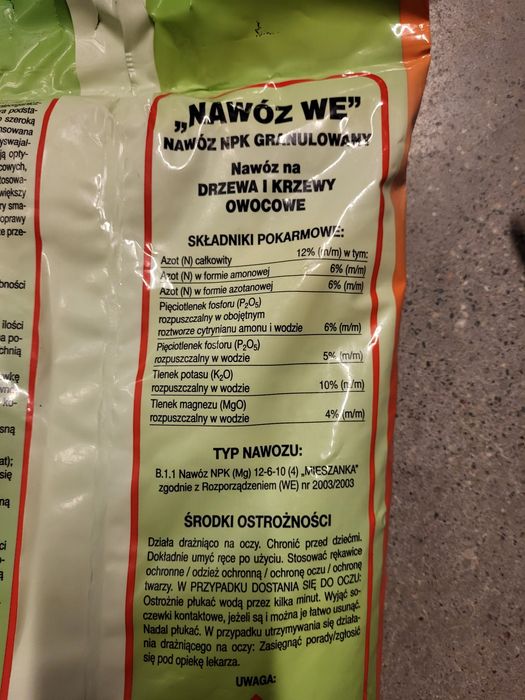 „NAWÓZ WE”
NAWÓZ NPK GRANULOWANY
Nawóz na
DRZEWA I KRZEWY
OWOCOWE
SKŁADNIKI POKARMOWE:
Azot (N) całkowity 12% (m/m) w tym:
Azot (N) w formie amonowej 6% (m/m)
Azot (N) w formie azotanowej 6% (m/m)
Pięciotlenek fosforu (P₂O₅)
rozpuszczalny w obojętnym
roztworze cytrynianu amonu i wodzie 6% (m/m)
Pięciotlenek fosforu (P₂O₅)
rozpuszczalny w wodzie 5% (m/m)
Tlenek potasu (K₂O)
rozpuszczalny w wodzie 10% (m/m)
Tlenek magnezu (MgO)
rozpuszczalny w wodzie 4% (m/m)
TYP NAWOZU:
B.1.1 Nawóz NPK (Mg) 12-6-10 (4) „MIESZANKA”
zgodnie z Rozporządzeniem (WE) nr 2003/2003
ŚRODKI OSTROŻNOŚCI
Działa drażniąco na oczy. Chronić przed dziećmi.
Dokładnie umyć ręce po użyciu. Stosować rękawice
ochronne / odzież ochronną / ochronę oczu / ochronę
twarzy. W PRZYPADKU DOSTANIA SIĘ DO OCZU:
Ostrożnie płukać wodą przez kilka minut. Wyjąć so-
czewki kontaktowe, jeżeli są i można je łatwo usunąć.
Nadal płukać. W przypadku utrzymywania się działa-
nia drażniącego na oczy: Zasięgnąć porady/zgłosić
się pod opiekę lekarza.
UWAGA: